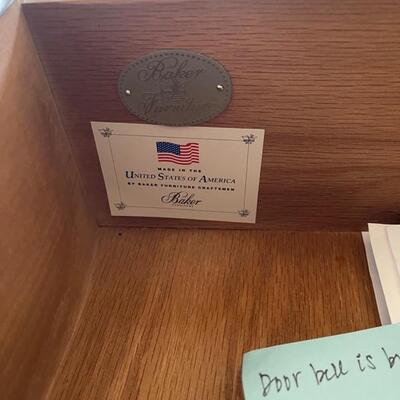 Baker
Furniture
MADE IN THE
UNITED STATES OF AMERICA
BY BAKER FURNITURE CRAFTSMEN
Baker
Door bell is